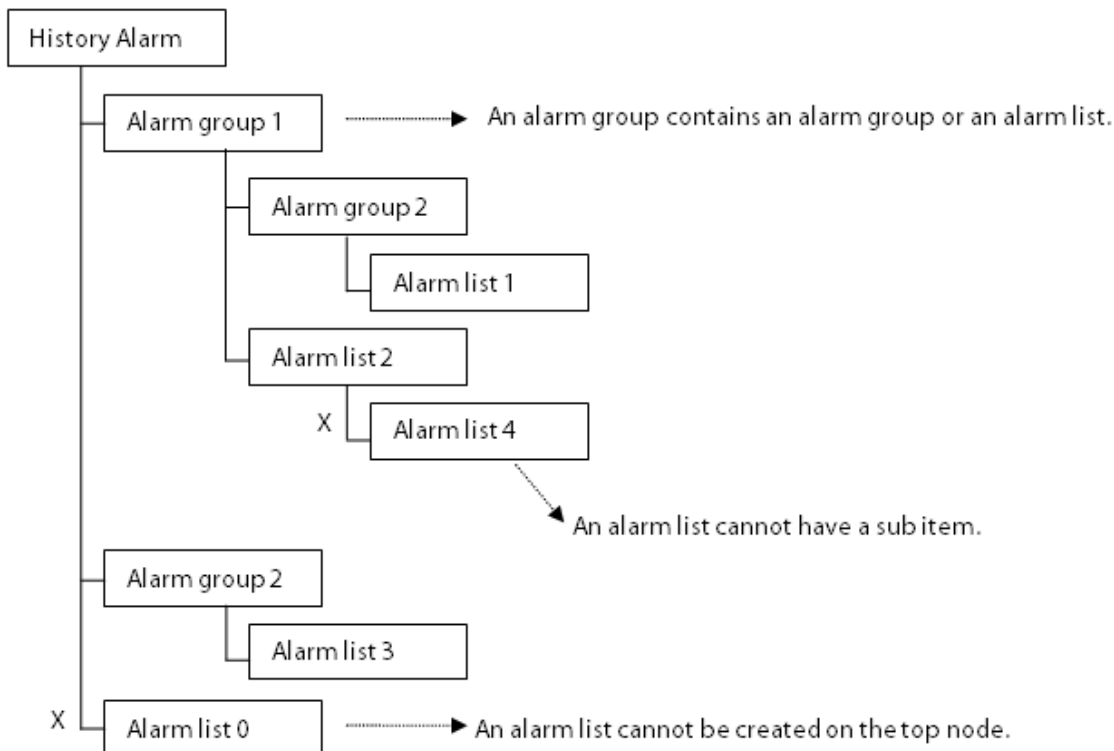 History Alarm
Alarm group 1
An alarm group contains an alarm group or an alarm list.
Alarm group 2
Alarm list 1
Alarm list 2
X
Alarm list 4
An alarm list cannot have a sub item.
Alarm group 2
Alarm list 3
X
Alarm list 0
An alarm list cannot be created on the top node.